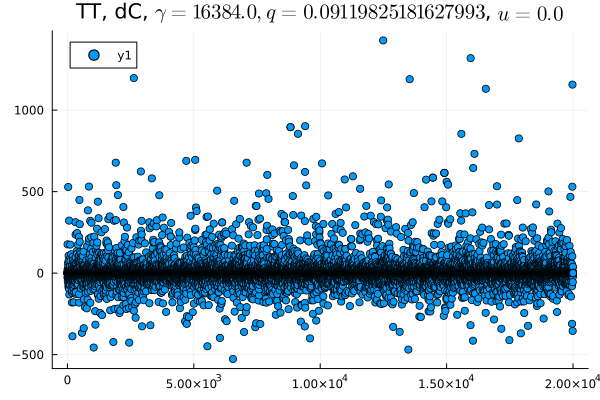 TT, dC, γ = 16384.0, q = 0.09119825181627993, u = 0.0
y1
1000
500
0
−500
0 5.00×10³ 1.00×10⁴ 1.50×10⁴ 2.00×10⁴